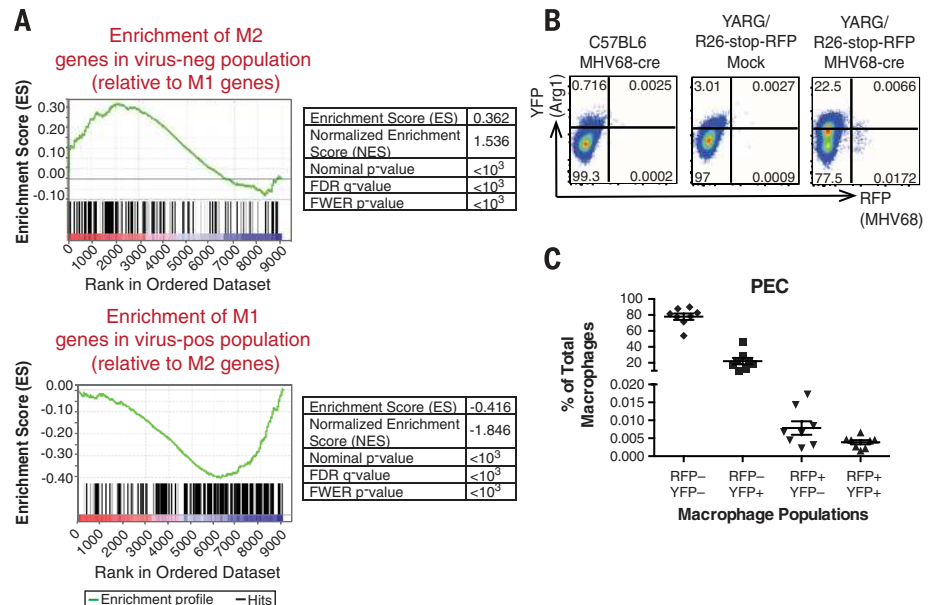 A
Enrichment of M2
genes in virus-neg population
(relative to M1 genes)
Enrichment Score (ES)
0.30
0.20
0.10
0.00
-0.10
0
1000
2000
3000
4000
5000
6000
7000
8000
9000
Rank in Ordered Dataset
Enrichment Score (ES) 0.362
Normalized Enrichment
Score (NES) 1.536
Nominal p-value <10³
FDR q-value <10³
FWER p-value <10³
Enrichment of M1
genes in virus-pos population
(relative to M2 genes)
Enrichment Score (ES)
0.00
-0.10
-0.20
-0.30
-0.40
0
1000
2000
3000
4000
5000
6000
7000
8000
9000
Rank in Ordered Dataset
Enrichment profile Hits
Enrichment Score (ES) -0.416
Normalized Enrichment
Score (NES) -1.846
Nominal p-value <10³
FDR q-value <10³
FWER p-value <10³
B
C57BL6
MHV68-cre
YARG/
R26-stop-RFP
Mock
YARG/
R26-stop-RFP
MHV68-cre
YFP
(Arg1)
0.716 0.0025
99.3 0.0002
3.01 0.0027
97 0.0009
22.5 0.0066
77.5 0.0172
RFP
(MHV68)
C
PEC
% of Total
Macrophages
100
80
60
40
20
0.020
0.015
0.010
0.005
0.000
RFP–
YFP–
RFP–
YFP+
RFP+
YFP–
RFP+
YFP+
Macrophage Populations